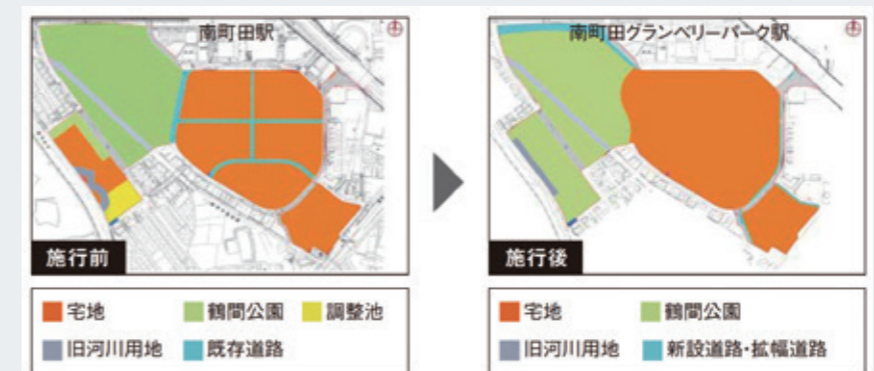 南町田駅
施行前
宅地
鶴間公園
調整池
旧河川用地
既存道路
南町田グランベリーパーク駅
施行後
宅地
鶴間公園
旧河川用地
新設道路・拡幅道路